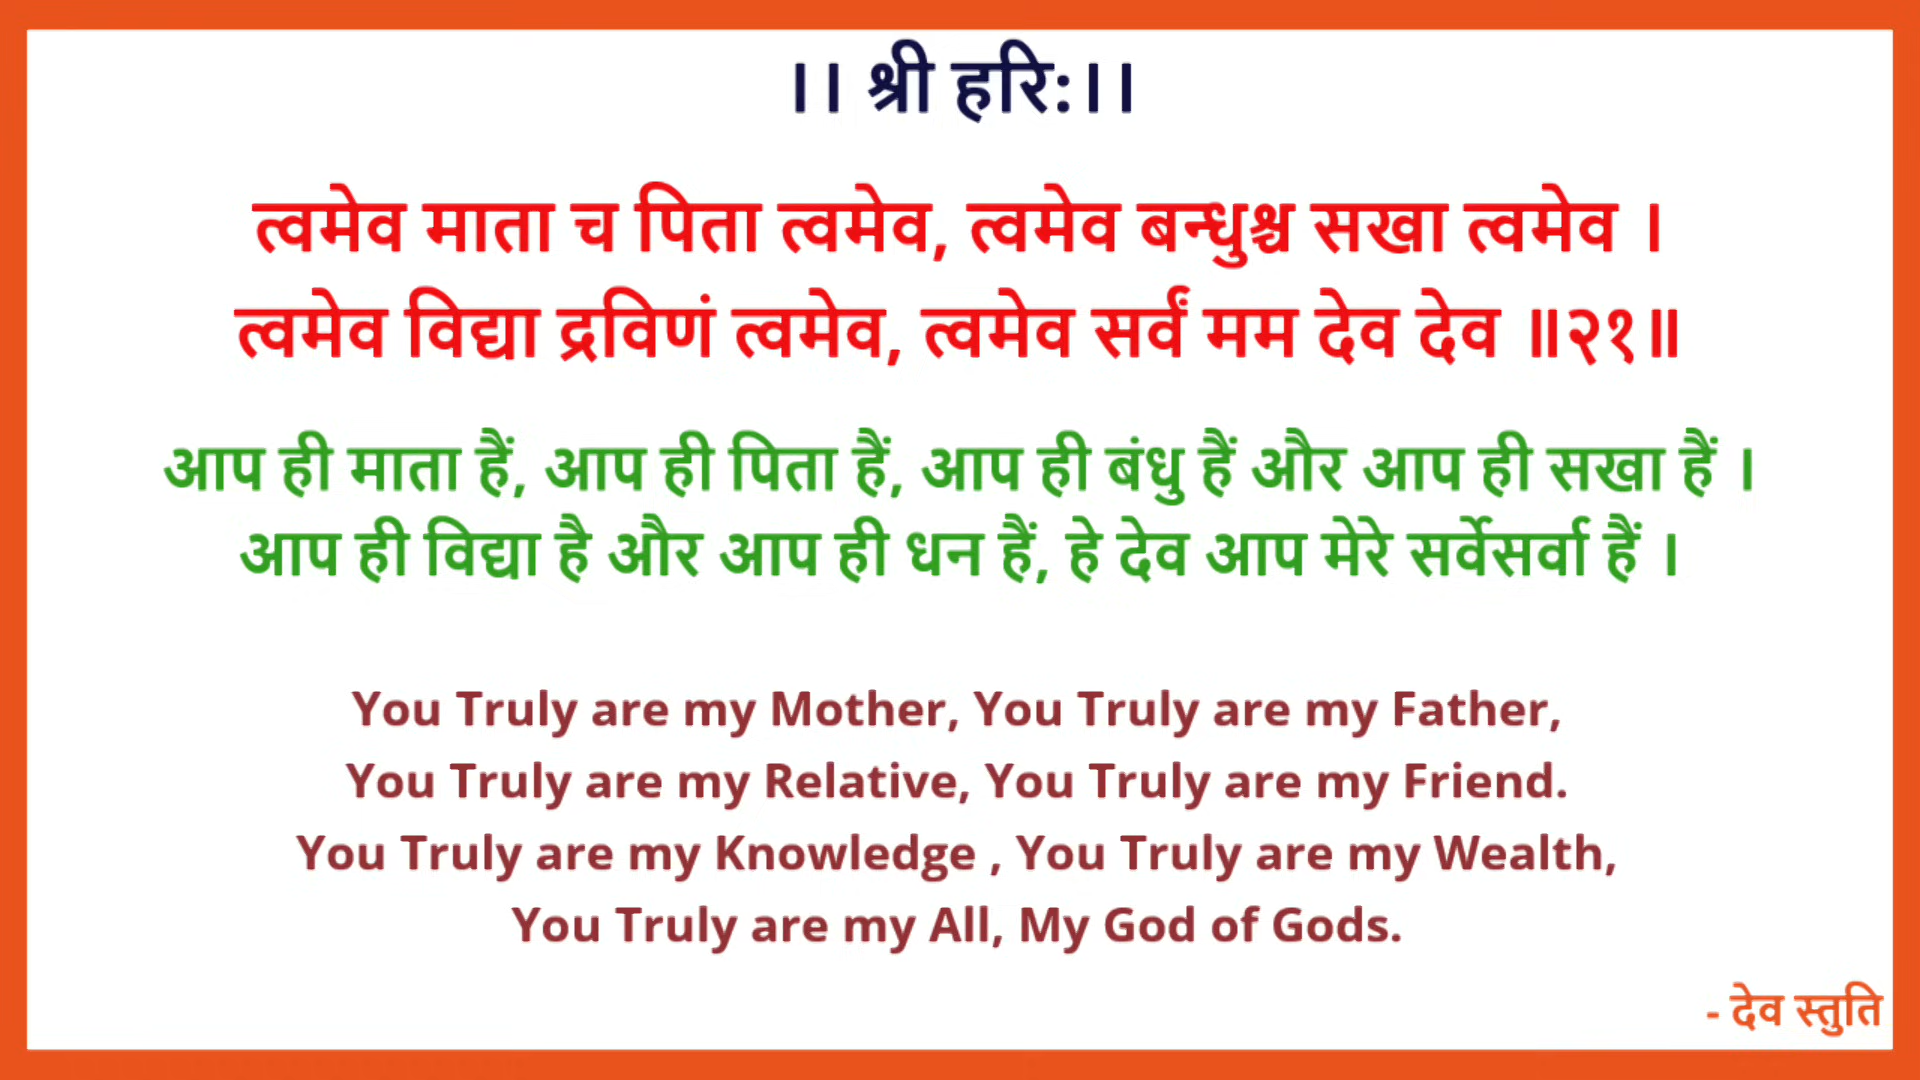 ।। श्री हरि:।।
त्वमेव माता च पिता त्वमेव, त्वमेव बन्धुश्च सखा त्वमेव ।
त्वमेव विद्या द्रविणं त्वमेव, त्वमेव सर्वं मम देव देव ॥२१॥
आप ही माता हैं, आप ही पिता हैं, आप ही बंधु हैं और आप ही सखा हैं ।
आप ही विद्या है और आप ही धन हैं, हे देव आप मेरे सर्वेसर्वा हैं ।
You Truly are my Mother, You Truly are my Father,
You Truly are my Relative, You Truly are my Friend.
You Truly are my Knowledge , You Truly are my Wealth,
You Truly are my All, My God of Gods.
- देव स्तुति